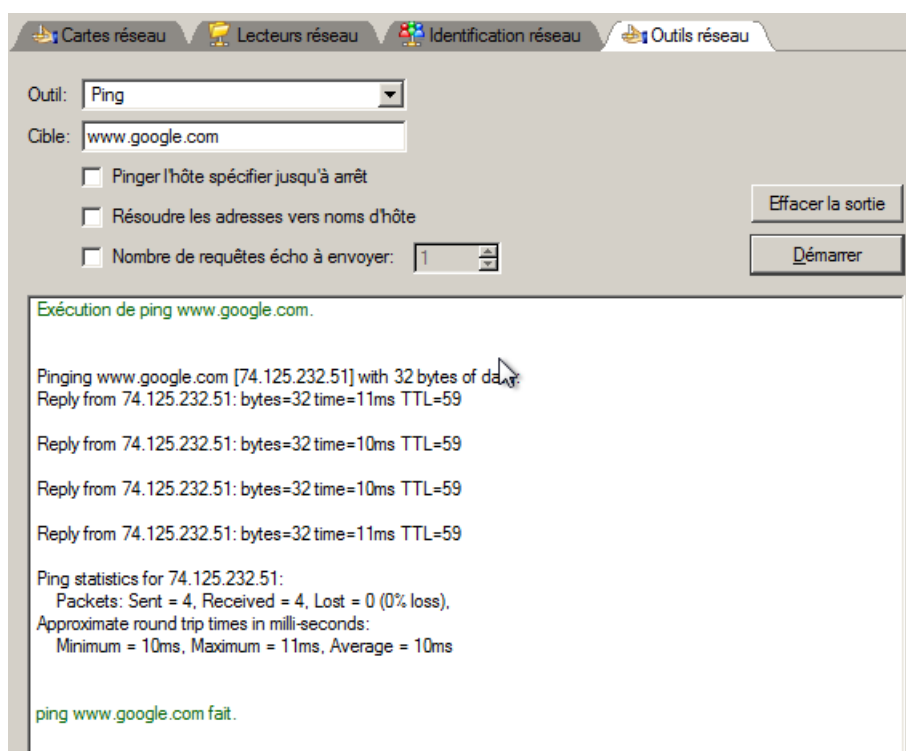 Cartes réseau Lecteurs réseau Identification réseau Outils réseau
Outil: Ping
Cible: www.google.com
Pinger l'hôte spécifier jusqu'à arrêt
Résoudre les adresses vers noms d'hôte
Effacer la sortie
Nombre de requêtes écho à envoyer: 1
Démarrer
Exécution de ping www.google.com.
Pinging www.google.com [74.125.232.51] with 32 bytes of
Reply from 74.125.232.51: bytes=32 time=11ms TTL=59
Reply from 74.125.232.51: bytes=32 time=10ms TTL=59
Reply from 74.125.232.51: bytes=32 time=10ms TTL=59
Reply from 74.125.232.51: bytes=32 time=11ms TTL=59
Ping statistics for 74.125.232.51:
Packets: Sent = 4, Received = 4, Lost = 0 (0% loss),
Approximate round trip times in milli-seconds:
Minimum = 10ms, Maximum = 11ms, Average = 10ms
ping www.google.com fait.